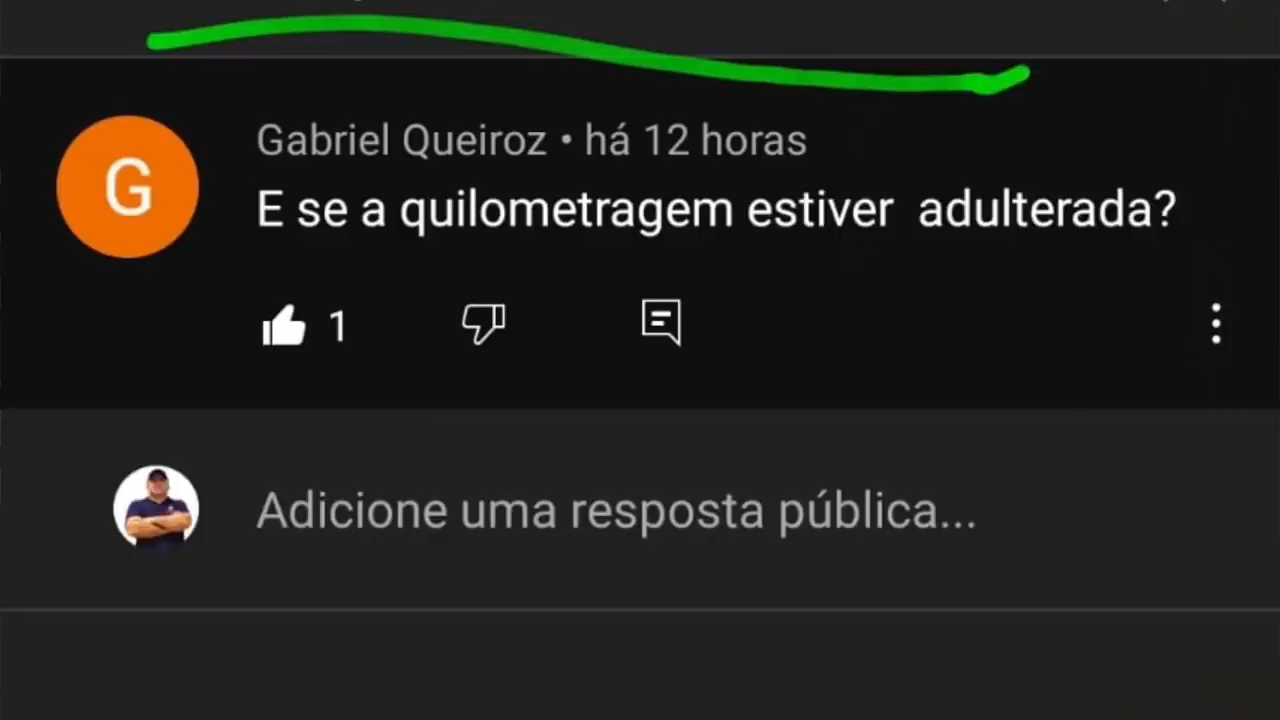 Gabriel Queiroz • há 12 horas
G
E se a quilometragem estiver adulterada?
1
Adicione uma resposta pública...